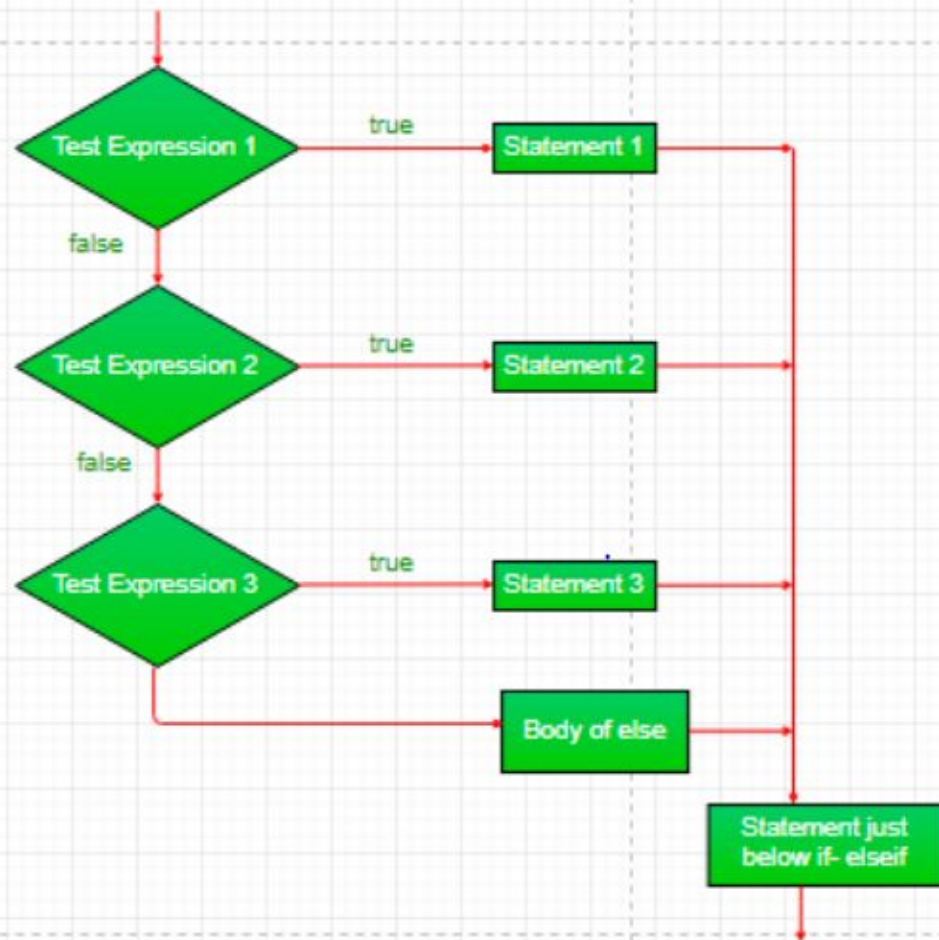 Test Expression 1
true
Statement 1
false
Test Expression 2
true
Statement 2
false
Test Expression 3
true
Statement 3
Body of else
Statement just
below if- elseif